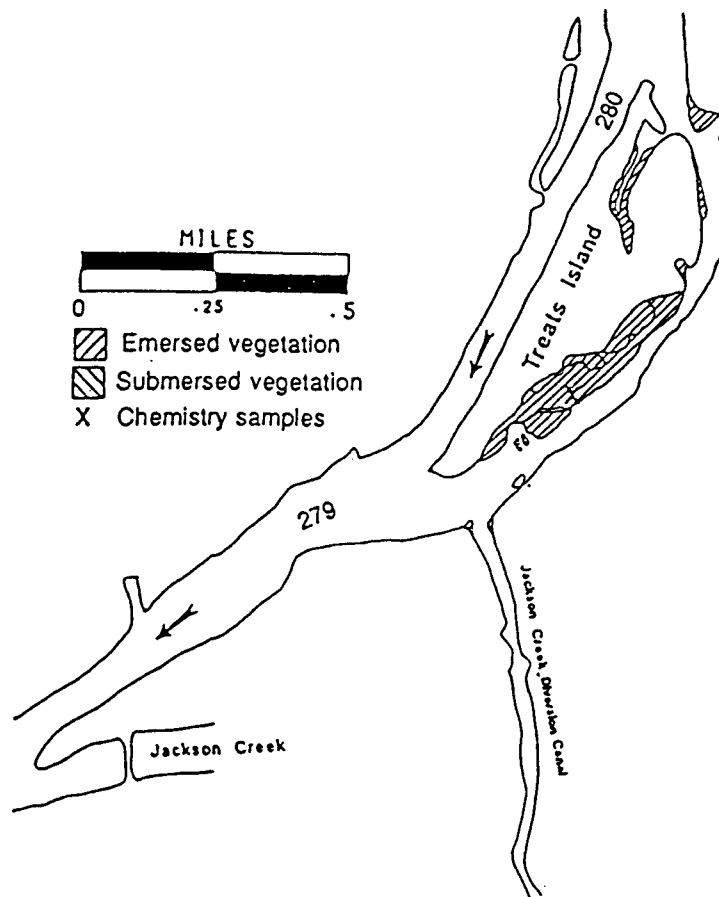 280
MILES
0 .25 .5
Emersed vegetation
Submersed vegetation
X Chemistry samples
Treats Island
279
Jackson Creek Diversion Canal
Jackson Creek